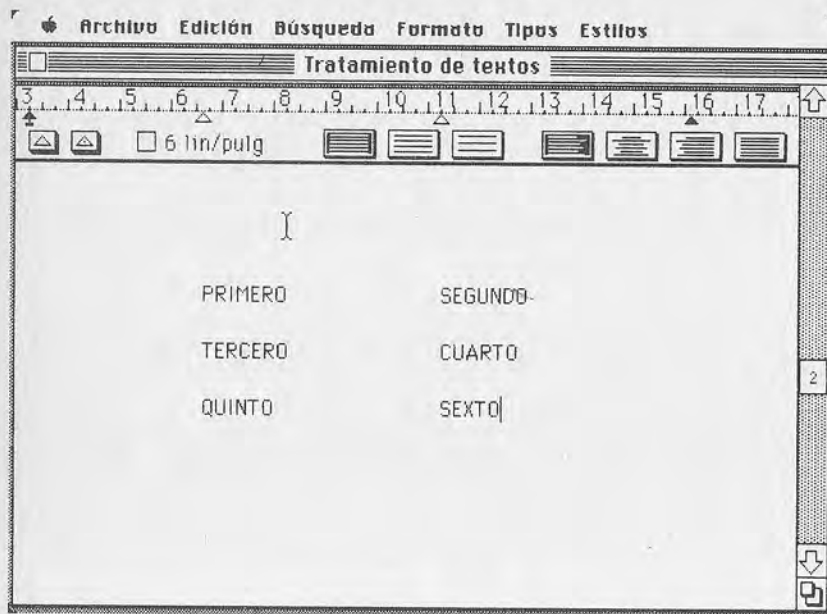 Archivo Edición Búsqueda Formato Tipos Estilos
Tratamiento de textos
3 4 5 6 7 8 9 10 11 12 13 14 15 16 17
6 lin/pulg
PRIMERO SEGUNDO
TERCERO CUARTO
2
QUINTO SEXTO